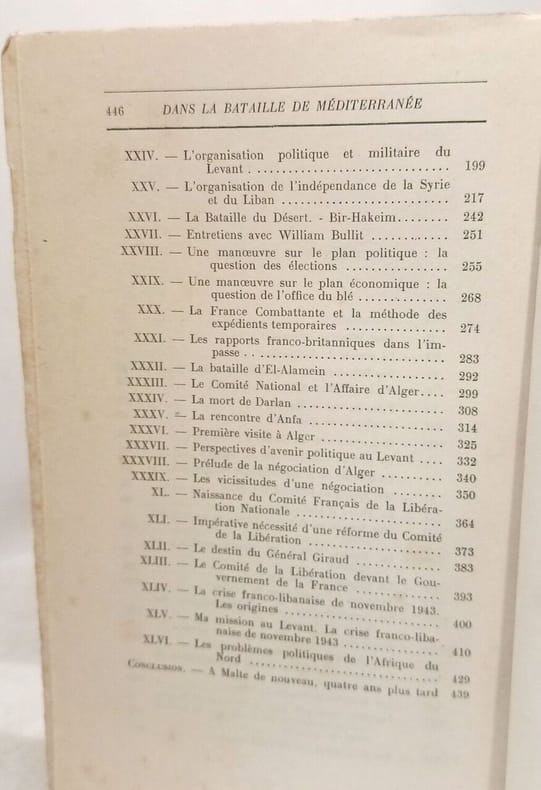 446 DANS LA BATAILLE DE MÉDITERRANÉE
XXIV. — L'organisation politique et militaire du
Levant . . . . . . . . . . . . . . . . . . . . . . . . . . . . . . 199
XXV. — L'organisation de l'indépendance de la Syrie
et du Liban . . . . . . . . . . . . . . . . . . . . . . . . . 217
XXVI. — La Bataille du Désert. - Bir-Hakeim........ 242
XXVII. — Entretiens avec William Bullit ............ 251
XXVIII. — Une manœuvre sur le plan politique : la
question des élections ................ 255
XXIX. — Une manœuvre sur le plan économique : la
question de l'office du blé .............. 268
XXX. — La France Combattante et la méthode des
expédients temporaires ................ 274
XXXI. — Les rapports franco-britanniques dans l'im-
passe .............................. 283
XXXII. — La bataille d'El-Alamein ................. 292
XXXIII. — Le Comité National et l'Affaire d'Alger.... 299
XXXIV. — La mort de Darlan ...................... 308
XXXV. — La rencontre d'Anfa .................... 314
XXXVI. — Première visite à Alger .................. 325
XXXVII. — Perspectives d'avenir politique au Levant .... 332
XXXVIII. — Prélude de la négociation d'Alger ......... 340
XXXIX. — Les vicissitudes d'une négociation ........ 350
XL. — Naissance du Comité Français de la Libéra-
tion Nationale ...................... 364
XLI. — Impérative nécessité d'une réforme du Comité
de la Libération .................... 373
XLII. — Le destin du Général Giraud ............. 383
XLIII. — Le Comité de la Libération devant le Gou-
vernement de la France .............. 393
XLIV. — La crise franco-libanaise de novembre 1943.
Les origines ........................ 400
XLV. — Ma mission au Levant. La crise franco-liba-
naise de novembre 1943 ............... 410
XLVI. — Les problèmes politiques de l'Afrique du
Nord ............................. 429
CONCLUSION. — A Malte de nouveau, quatre ans plus tard 439